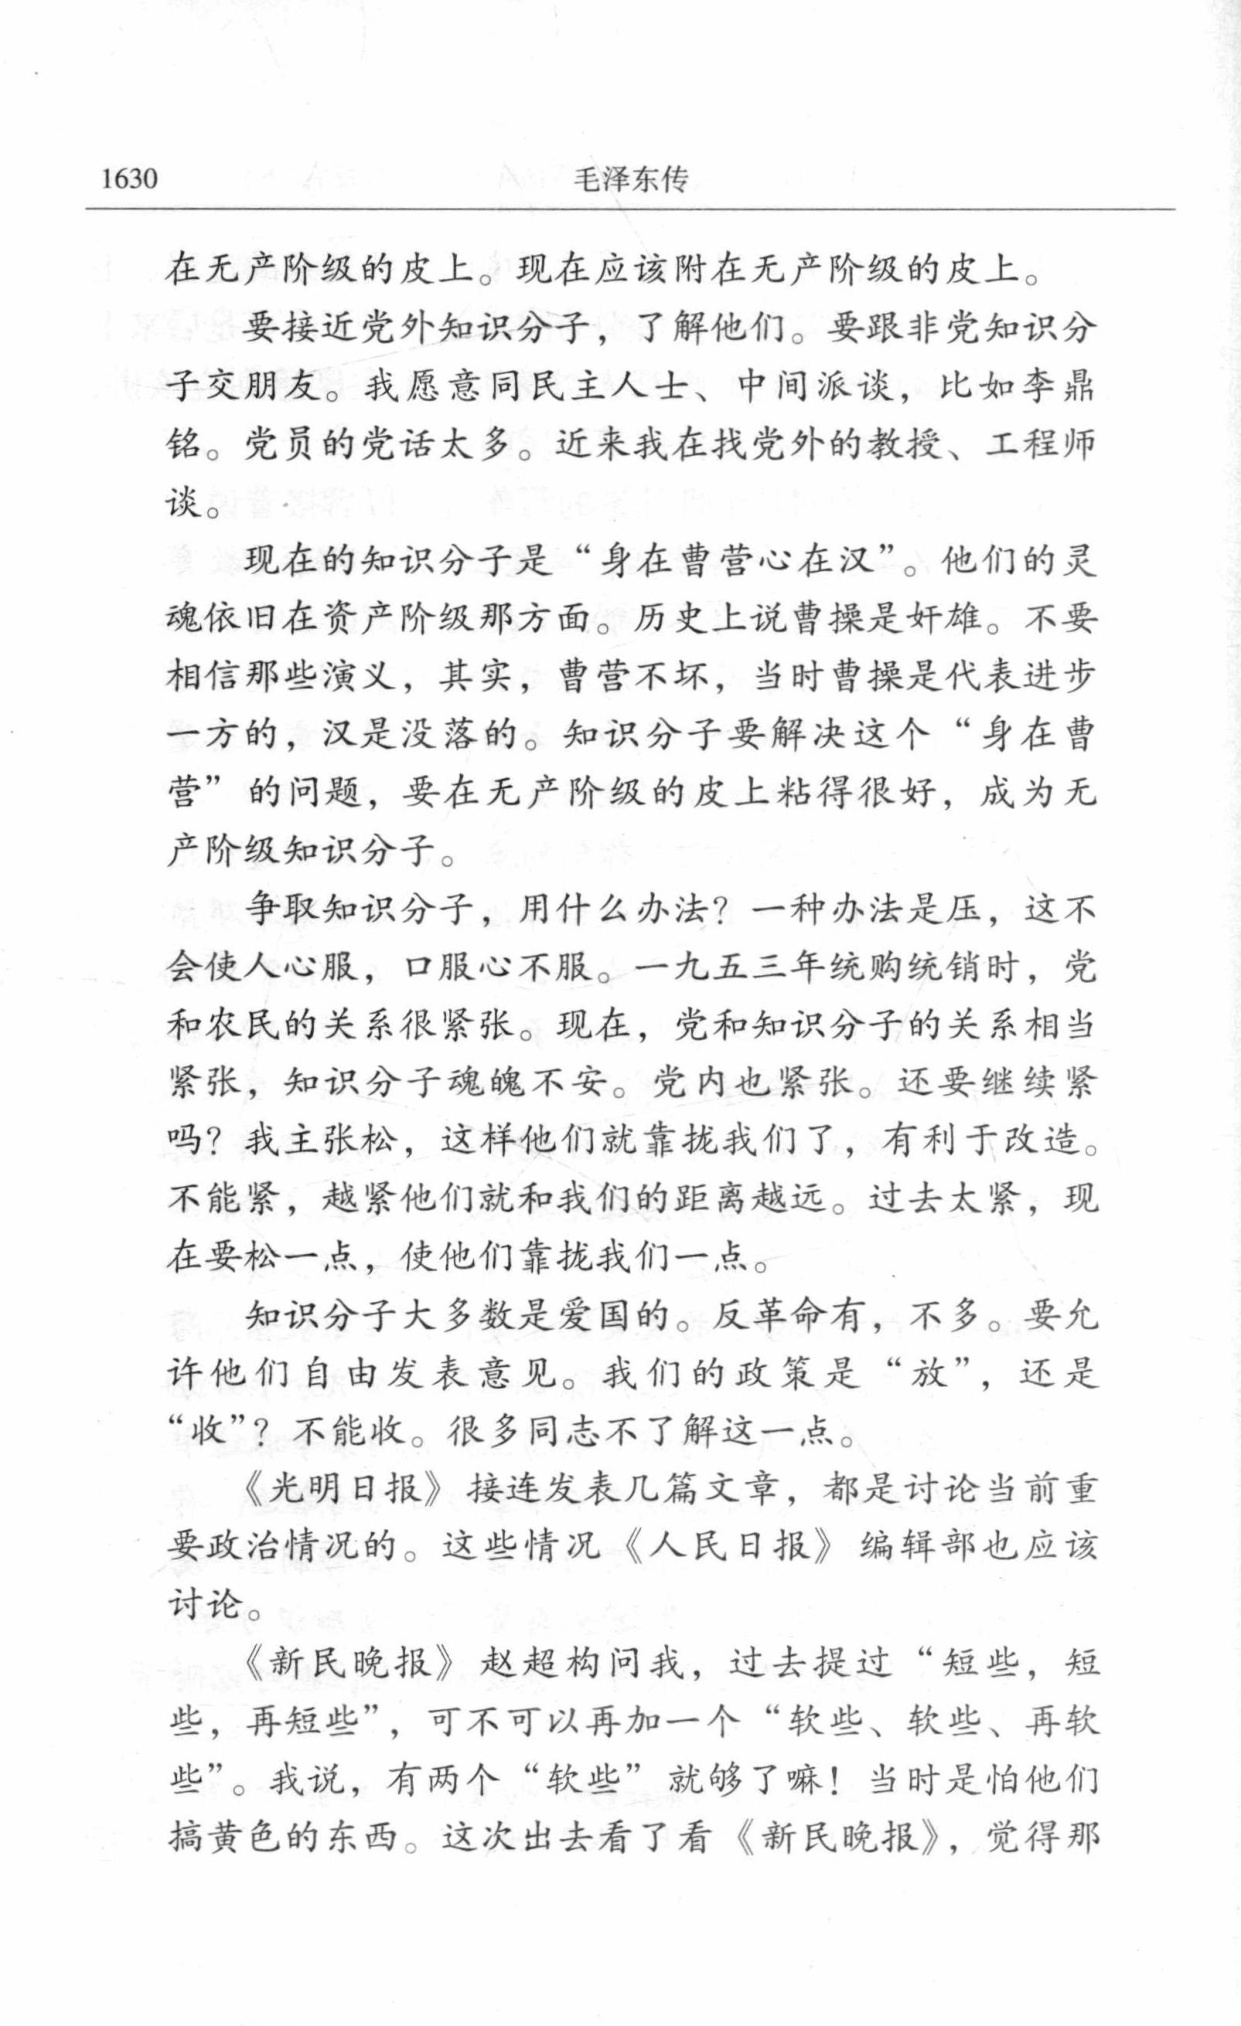 1630
毛泽东传
在无产阶级的皮上。现在应该附在无产阶级的皮上。
要接近党外知识分子，了解他们。要跟非党知识分
子交朋友。我愿意同民主人士、中间派谈，比如李鼎
铭。党员的党话太多。近来我在找党外的教授、工程师
谈。
现在的知识分子是“身在曹营心在汉”。他们的灵
魂依旧在资产阶级那方面。历史上说曹操是奸雄。不要
相信那些演义，其实，曹营不坏，当时曹操是代表进步
一方的，汉是没落的。知识分子要解决这个“身在曹
营”的问题，要在无产阶级的皮上粘得很好，成为无
产阶级知识分子。
争取知识分子，用什么办法？一种办法是压，这不
会使人心服，口服心不服。一九五三年统购统销时，党
和农民的关系很紧张。现在，党和知识分子的关系相当
紧张，知识分子魂魄不安。党内也紧张。还要继续紧
吗？我主张松，这样他们就靠拢我们了，有利于改造。
不能紧，越紧他们就和我们的距离越远。过去太紧，现
在要松一点，使他们靠拢我们一点。
知识分子大多数是爱国的。反革命有，不多。要允
许他们自由发表意见。我们的政策是“放”，还是
“收”？不能收。很多同志不了解这一点。
《光明日报》接连发表几篇文章，都是讨论当前重
要政治情况的。这些情况《人民日报》编辑部也应该
讨论。
《新民晚报》赵超构问我，过去提过“短些，短
些，再短些”，可不可以再加一个“软些、软些、再软
些”。我说，有两个“软些”就够了嘛！当时是怕他们
搞黄色的东西。这次出去看了看《新民晚报》，觉得那